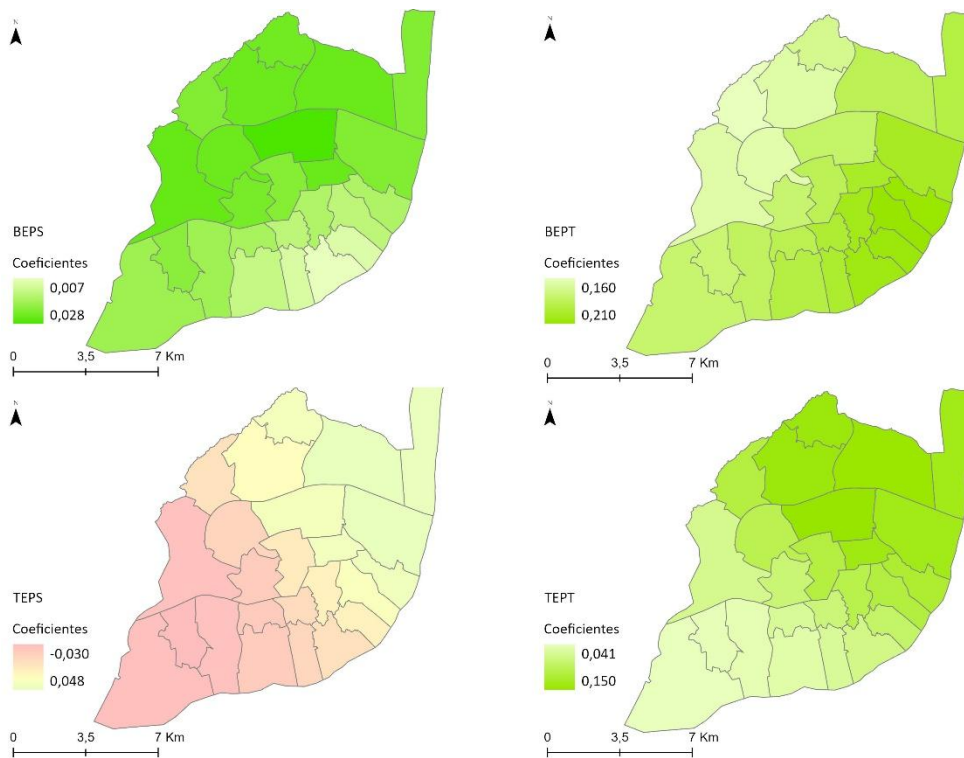 N
BEPS
Coeficientes
0,007
0,028
0 3,5 7 Km
N
BEPT
Coeficientes
0,160
0,210
0 3,5 7 Km
N
TEPS
Coeficientes
-0,030
0,048
0 3,5 7 Km
N
TEPT
Coeficientes
0,041
0,150
0 3,5 7 Km